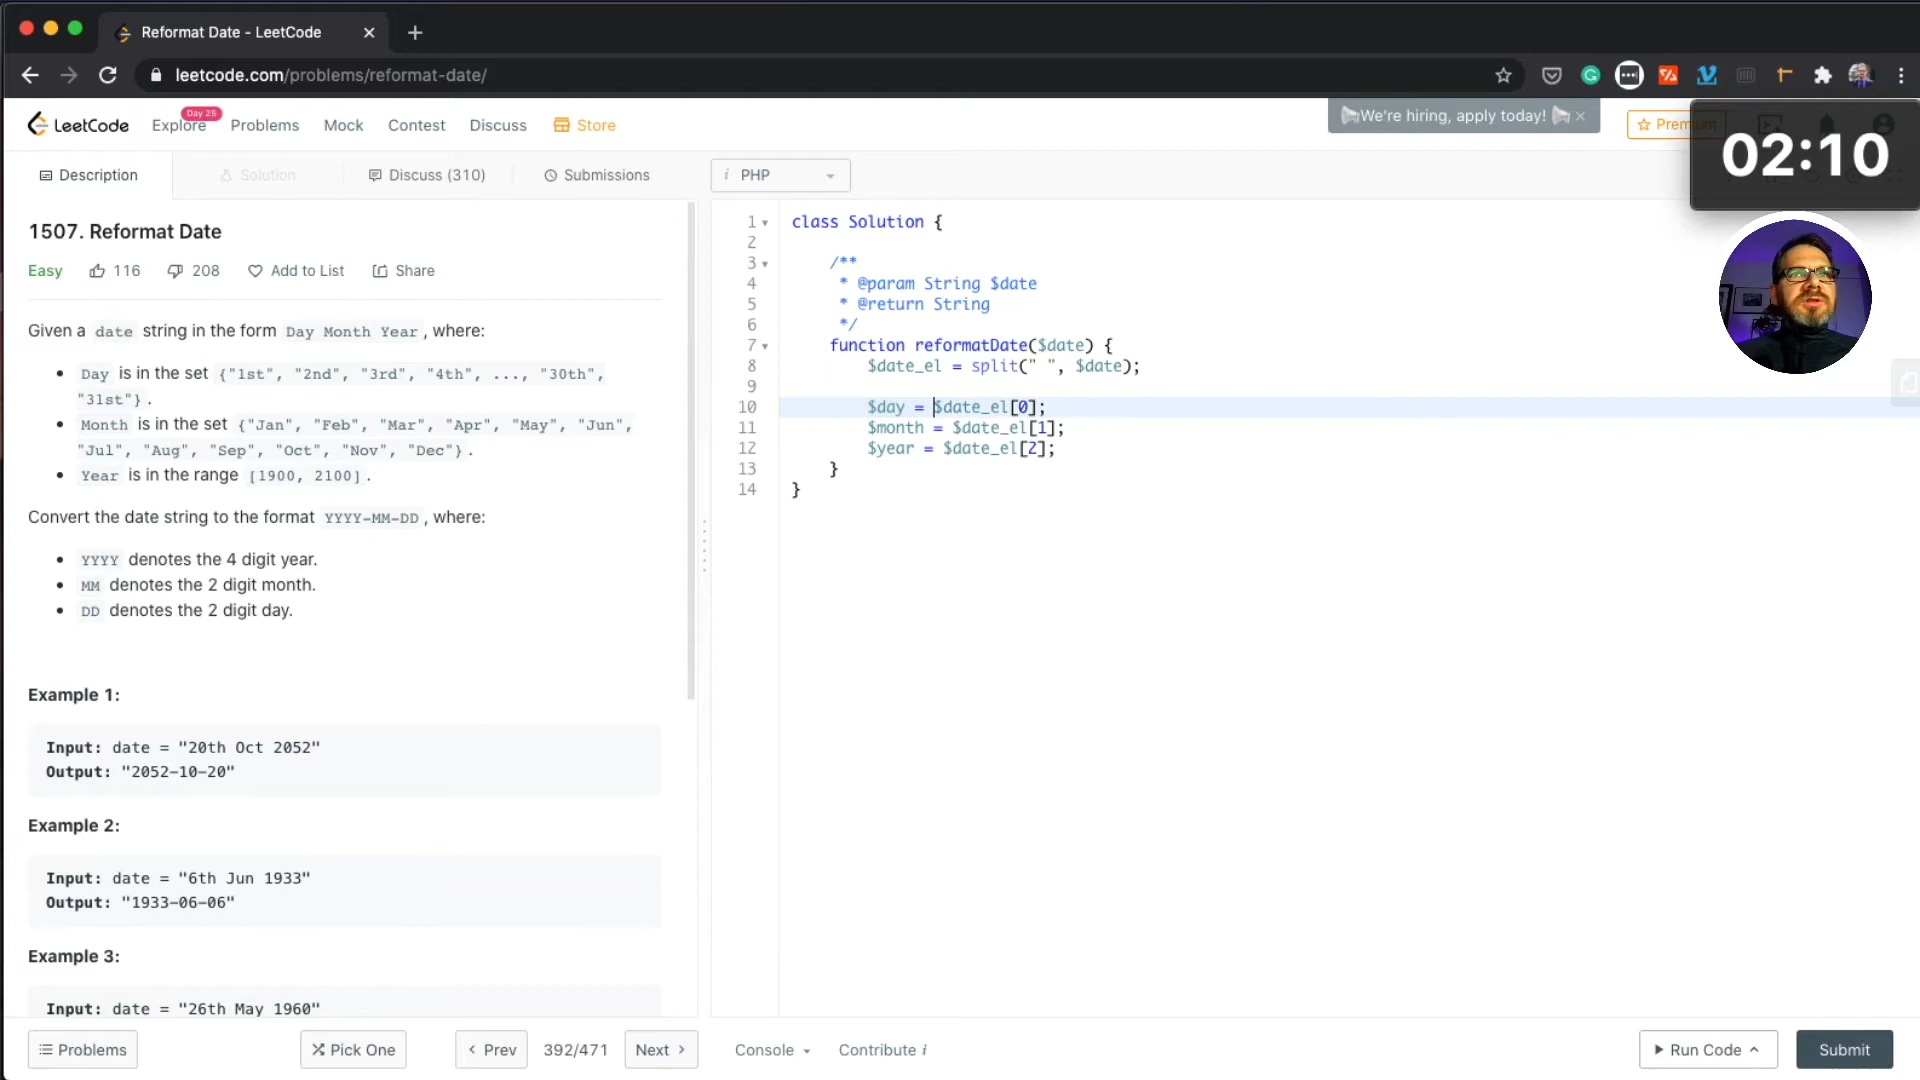 Reformat Date - LeetCode
leetcode.com/problems/reformat-date/
LeetCode
Explore
Day 25
Problems
Mock
Contest
Discuss
Store
We're hiring, apply today!
Premium
02:10
Description
Solution
Discuss (310)
Submissions
i PHP
1507. Reformat Date
Easy
116
208
Add to List
Share
Given a date string in the form Day Month Year, where:
• Day is in the set {"1st", "2nd", "3rd", "4th", ..., "30th",
"31st"}.
• Month is in the set {"Jan", "Feb", "Mar", "Apr", "May", "Jun",
"Jul", "Aug", "Sep", "Oct", "Nov", "Dec"}.
• Year is in the range [1900, 2100].
Convert the date string to the format YYYY-MM-DD, where:
• YYYY denotes the 4 digit year.
• MM denotes the 2 digit month.
• DD denotes the 2 digit day.
Example 1:
Input: date = "20th Oct 2052"
Output: "2052-10-20"
Example 2:
Input: date = "6th Jun 1933"
Output: "1933-06-06"
Example 3:
Input: date = "26th May 1960"
1 class Solution {
2
3 /**
4 * @param String $date
5 * @return String
6 */
7 function reformatDate($date) {
8 $date_el = split(" ", $date);
9
10 $day = $date_el[0];
11 $month = $date_el[1];
12 $year = $date_el[2];
13 }
14 }
Problems
Pick One
Prev
392/471
Next
Console
Contribute i
Run Code
Submit